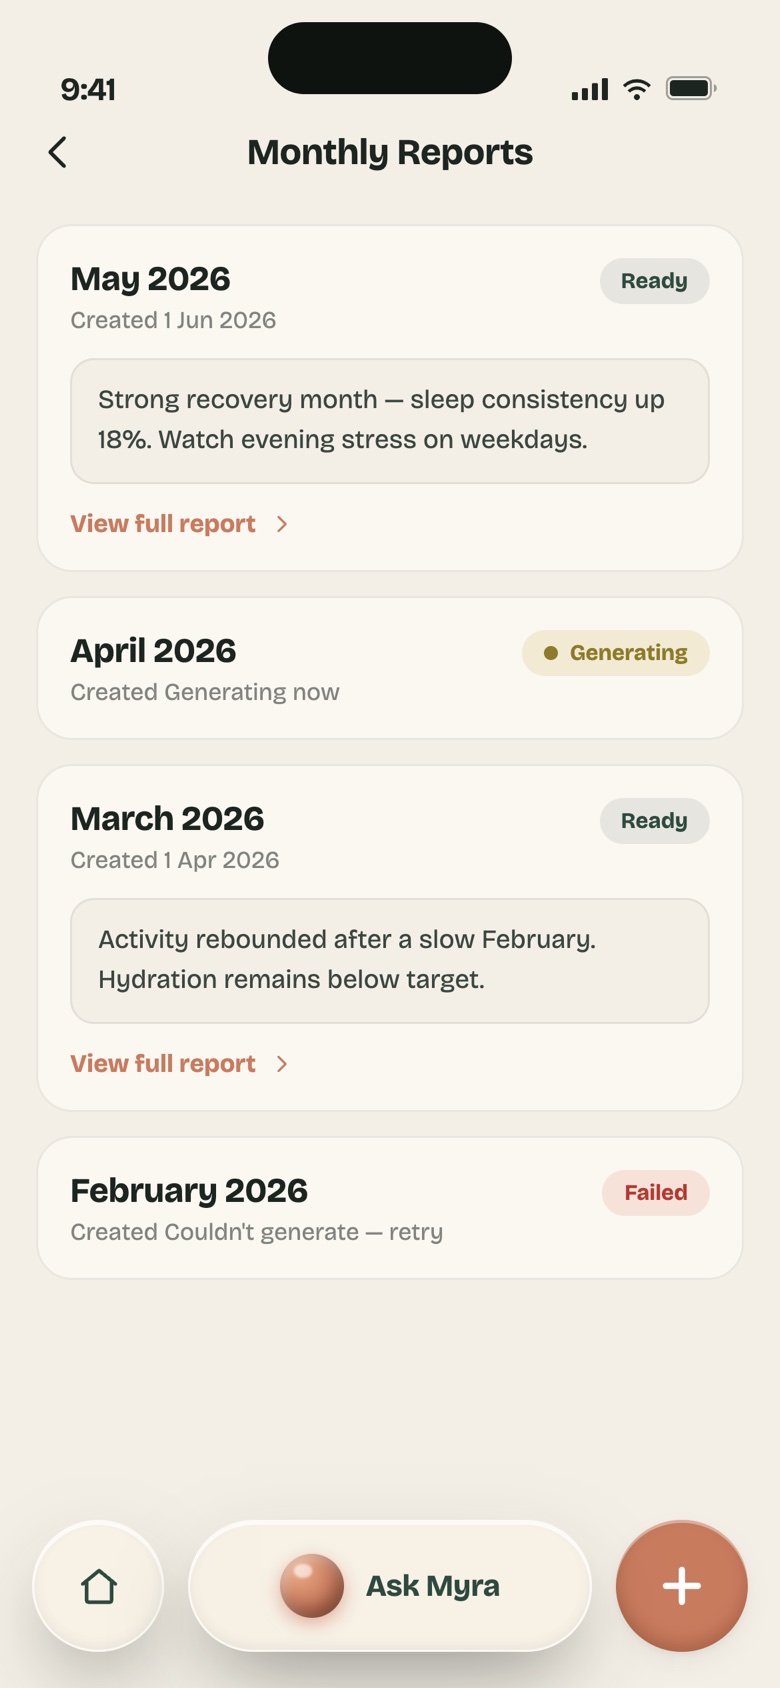 9:41
Monthly Reports
May 2026
Ready
Created 1 Jun 2026
Strong recovery month — sleep consistency up
18%. Watch evening stress on weekdays.
View full report
April 2026
Generating
Created Generating now
March 2026
Ready
Created 1 Apr 2026
Activity rebounded after a slow February.
Hydration remains below target.
View full report
February 2026
Failed
Created Couldn't generate — retry
Ask Myra